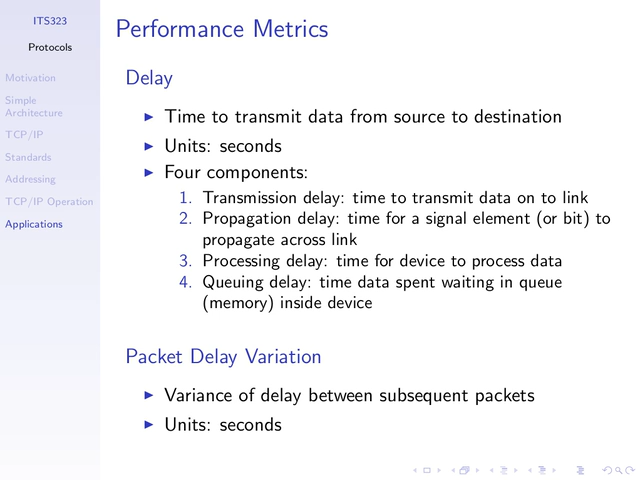 ITS323
Protocols
Motivation
Simple
Architecture
TCP/IP
Standards
Addressing
TCP/IP Operation
Applications
Performance Metrics
Delay
Time to transmit data from source to destination
Units: seconds
Four components:
1. Transmission delay: time to transmit data on to link
2. Propagation delay: time for a signal element (or bit) to
propagate across link
3. Processing delay: time for device to process data
4. Queuing delay: time data spent waiting in queue
(memory) inside device
Packet Delay Variation
Variance of delay between subsequent packets
Units: seconds